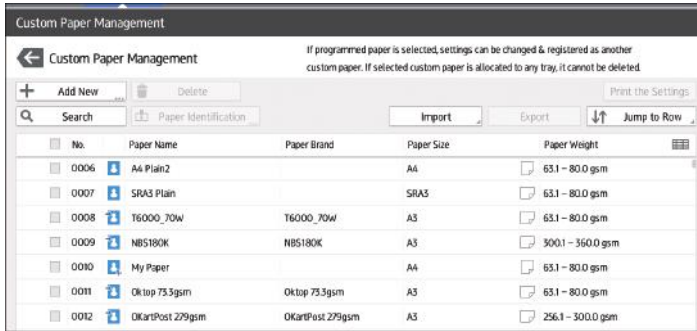 Custom Paper Management
Custom Paper Management
If programmed paper is selected, settings can be changed & registered as another
custom paper. If selected custom paper is allocated to any tray, it cannot be deleted.
Add New Delete Print the Settings
Search Paper Identification Import Export Jump to Row
No. Paper Name Paper Brand Paper Size Paper Weight
0006 A4 Plain2 A4 63.1 – 80.0 gsm
0007 SRA3 Plain SRA3 63.1 – 80.0 gsm
0008 T6000_70W T6000_70W A3 63.1 – 80.0 gsm
0009 NB5180K NB5180K A3 300.1 – 360.0 gsm
0010 My Paper A4 63.1 – 80.0 gsm
0011 Oktop 73.3gsm Oktop 73.3gsm A3 63.1 – 80.0 gsm
0012 OKartPost 279gsm OKartPost 279gsm A3 256.1 – 300.0 gsm